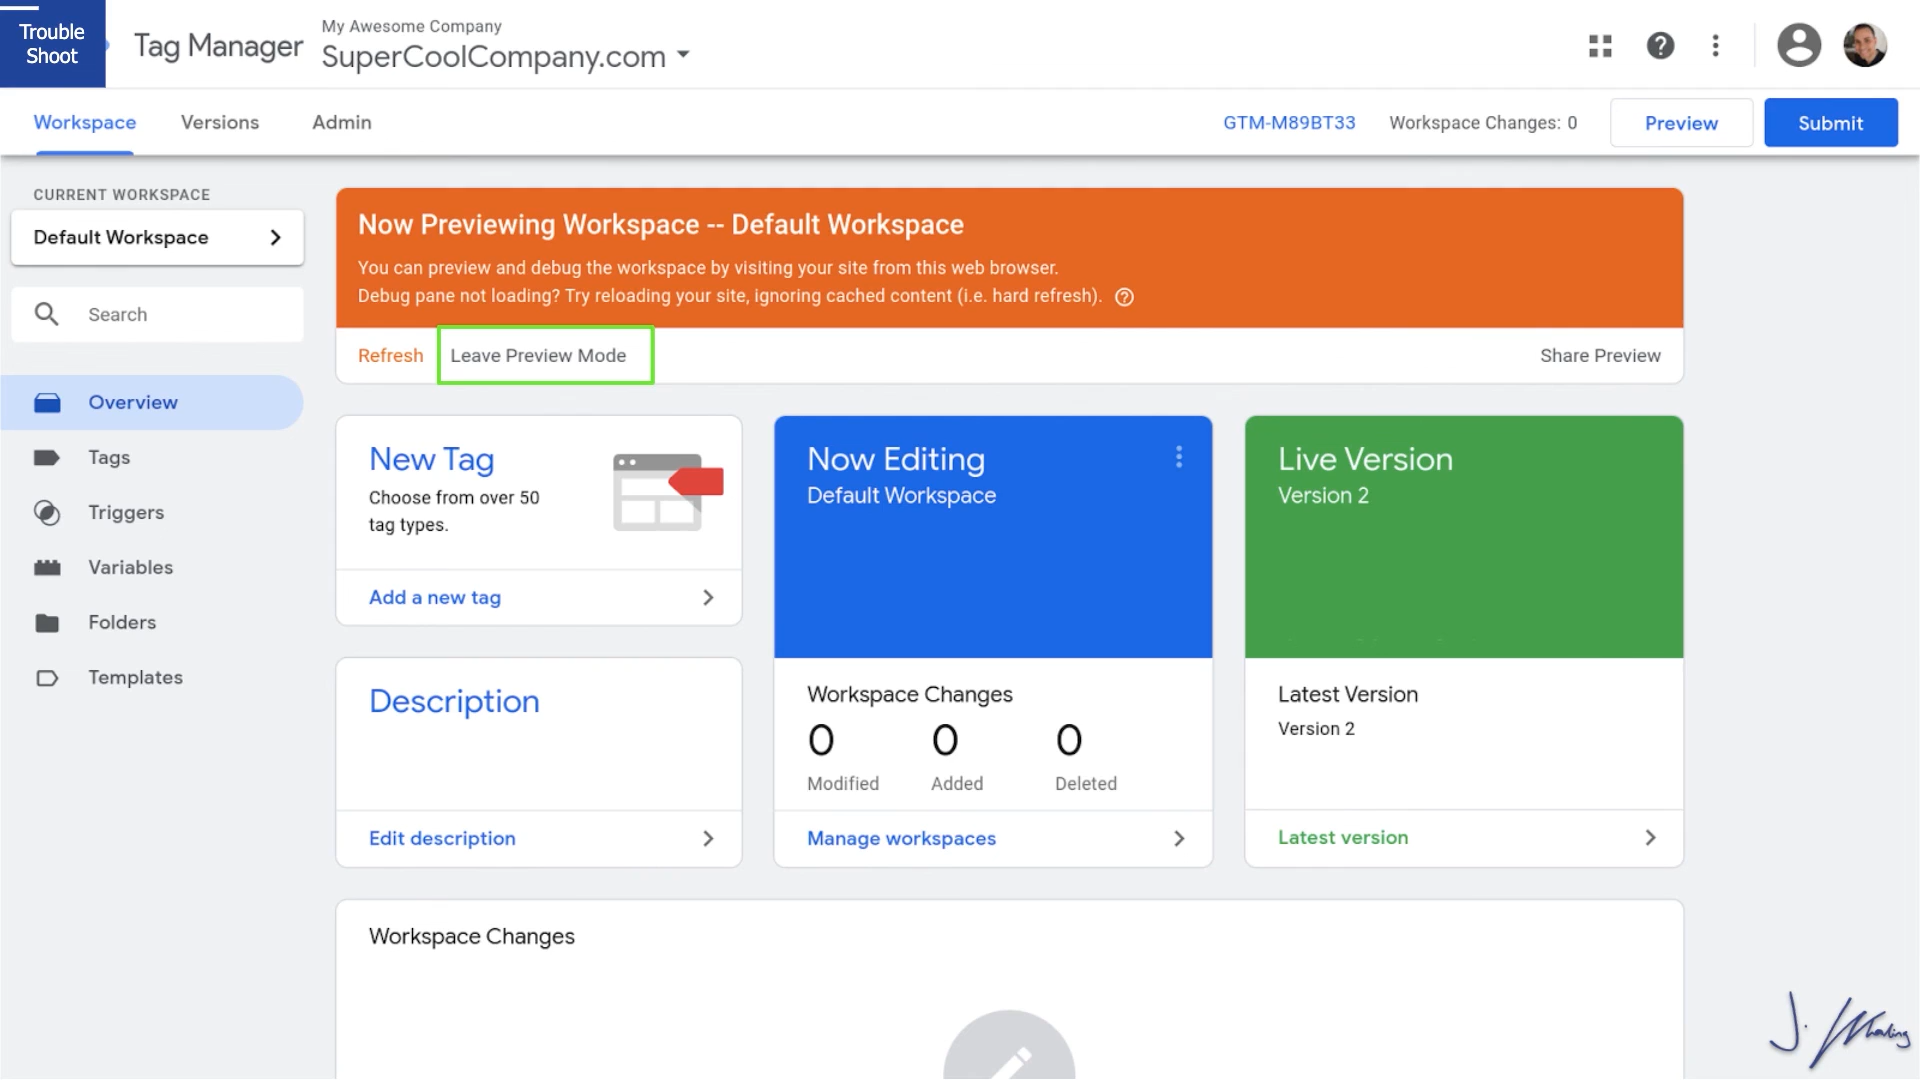 Trouble
Shoot
Tag Manager
My Awesome Company
SuperCoolCompany.com
Workspace
Versions
Admin
GTM-M89BT33
Workspace Changes: 0
Preview
Submit
CURRENT WORKSPACE
Default Workspace
Search
Overview
Tags
Triggers
Variables
Folders
Templates
Now Previewing Workspace -- Default Workspace
You can preview and debug the workspace by visiting your site from this web browser.
Debug pane not loading? Try reloading your site, ignoring cached content (i.e. hard refresh).
Refresh
Leave Preview Mode
Share Preview
New Tag
Choose from over 50
tag types.
Add a new tag
Description
Edit description
Now Editing
Default Workspace
Workspace Changes
0 0 0
Modified Added Deleted
Manage workspaces
Live Version
Version 2
Latest Version
Version 2
Latest version
Workspace Changes
J.